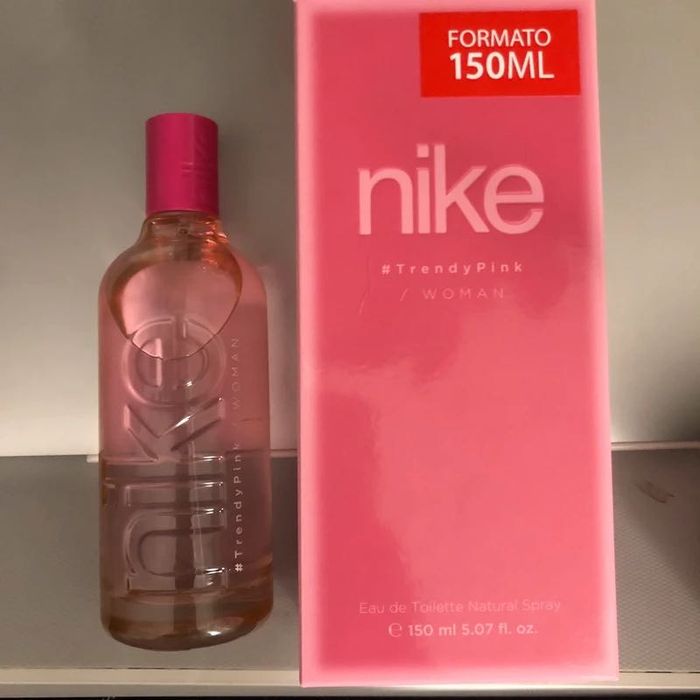 FORMATO
150ML
nike
#TrendyPink
/ WOMAN
Eau de Toilette Natural Spray
℮ 150 ml 5.07 fl. oz.
nike
#TrendyPink / WOMAN